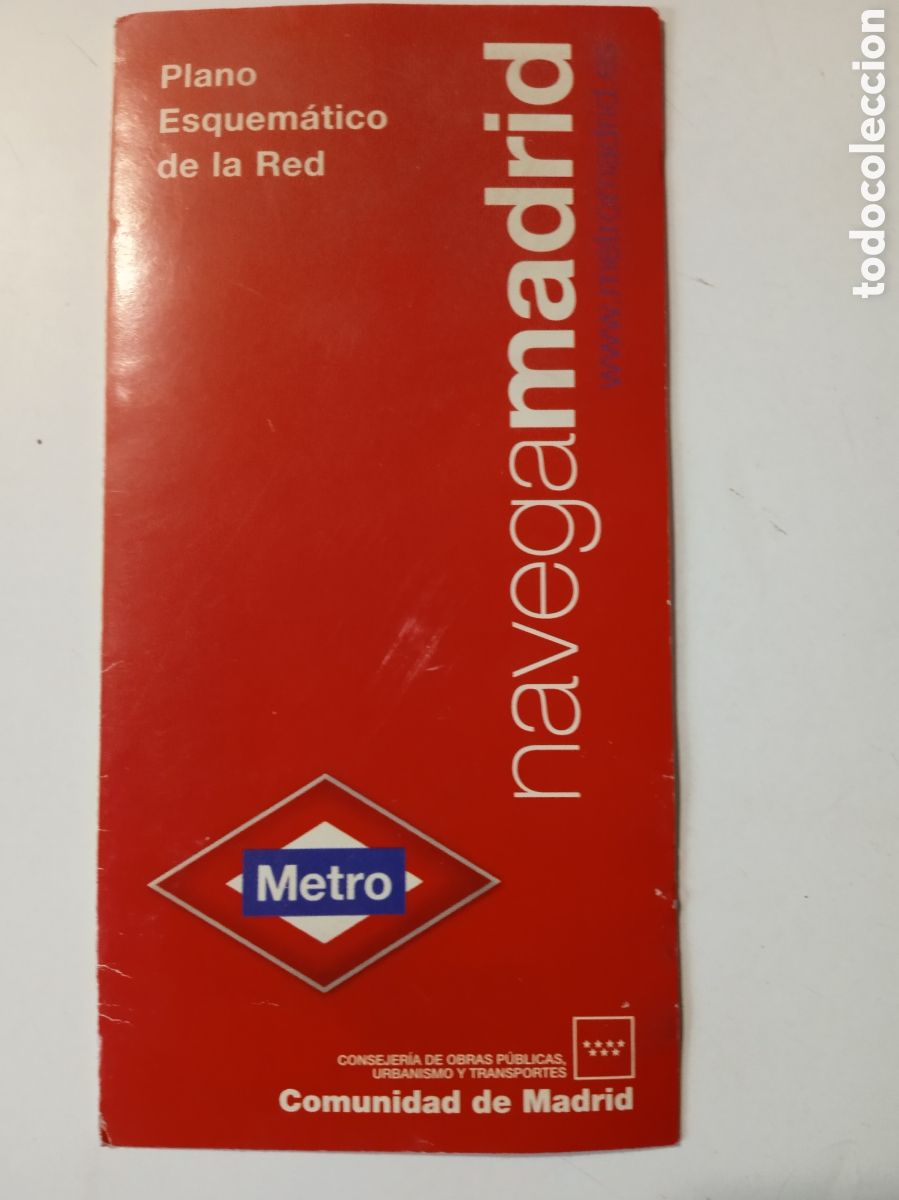 Plano
Esquemático
de la Red
navegamadrid
www.metromadrid.es
Metro
CONSEJERÍA DE OBRAS PÚBLICAS,
URBANISMO Y TRANSPORTES
Comunidad de Madrid
todocoleccion